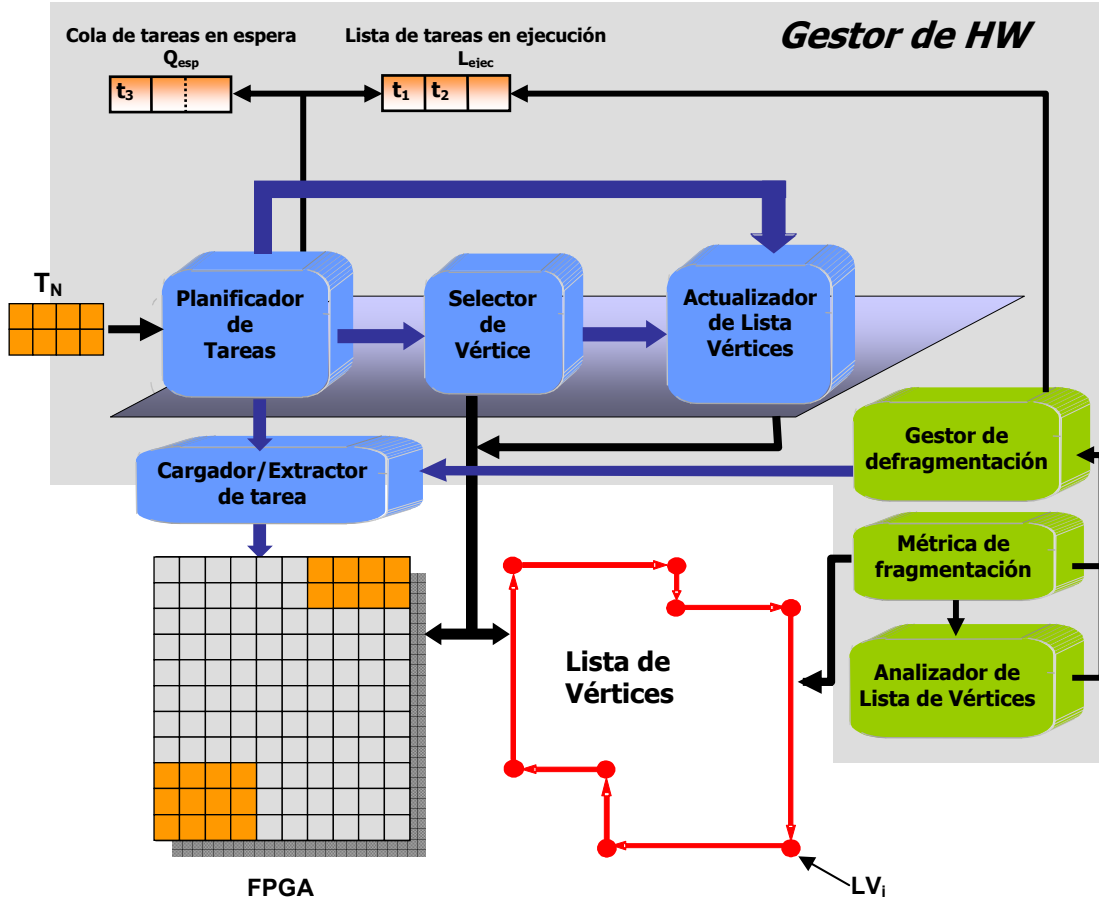 Gestor de HW
Cola de tareas en espera
Qesp
Lista de tareas en ejecución
Lejec
t3
t1 t2
TN
Planificador
de
Tareas
Selector
de
Vértice
Actualizador
de Lista
Vértices
Gestor de
defragmentación
Cargador/Extractor
de tarea
Métrica de
fragmentación
Lista de
Vértices
Analizador de
Lista de Vértices
FPGA
LVi